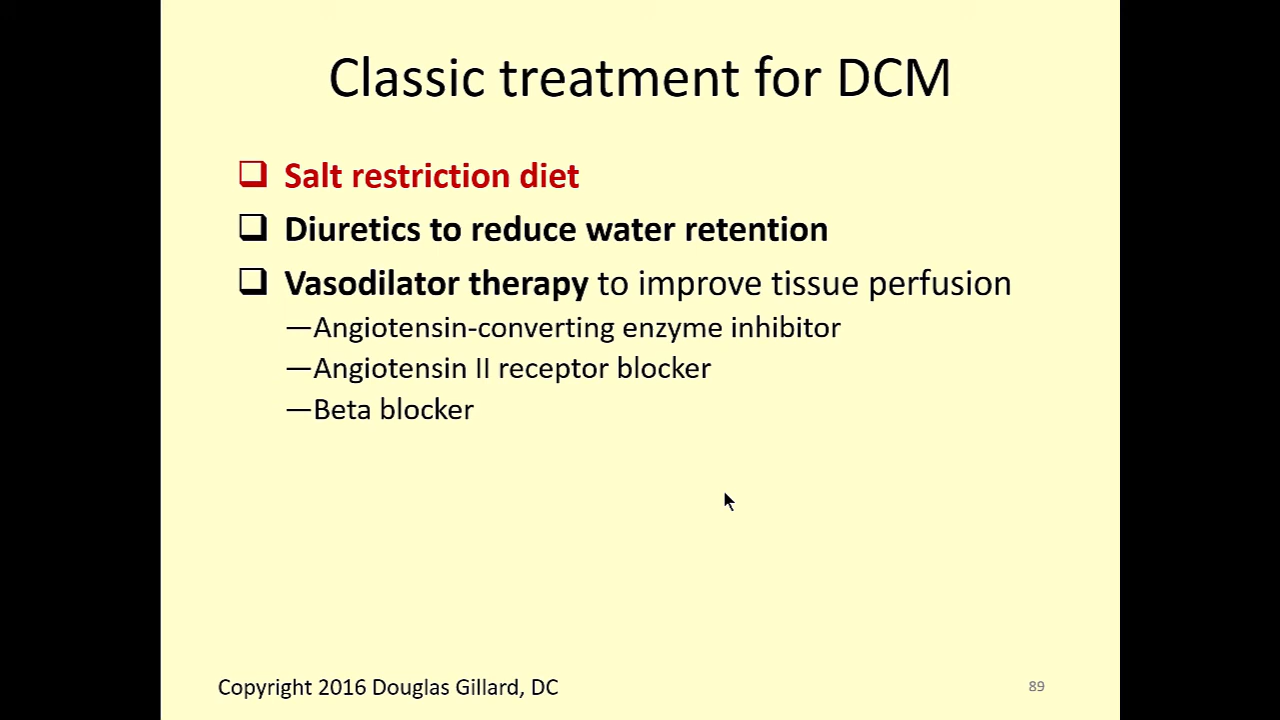 Classic treatment for DCM
❑ Salt restriction diet
❑ Diuretics to reduce water retention
❑ Vasodilator therapy to improve tissue perfusion
—Angiotensin-converting enzyme inhibitor
—Angiotensin II receptor blocker
—Beta blocker
Copyright 2016 Douglas Gillard, DC
89